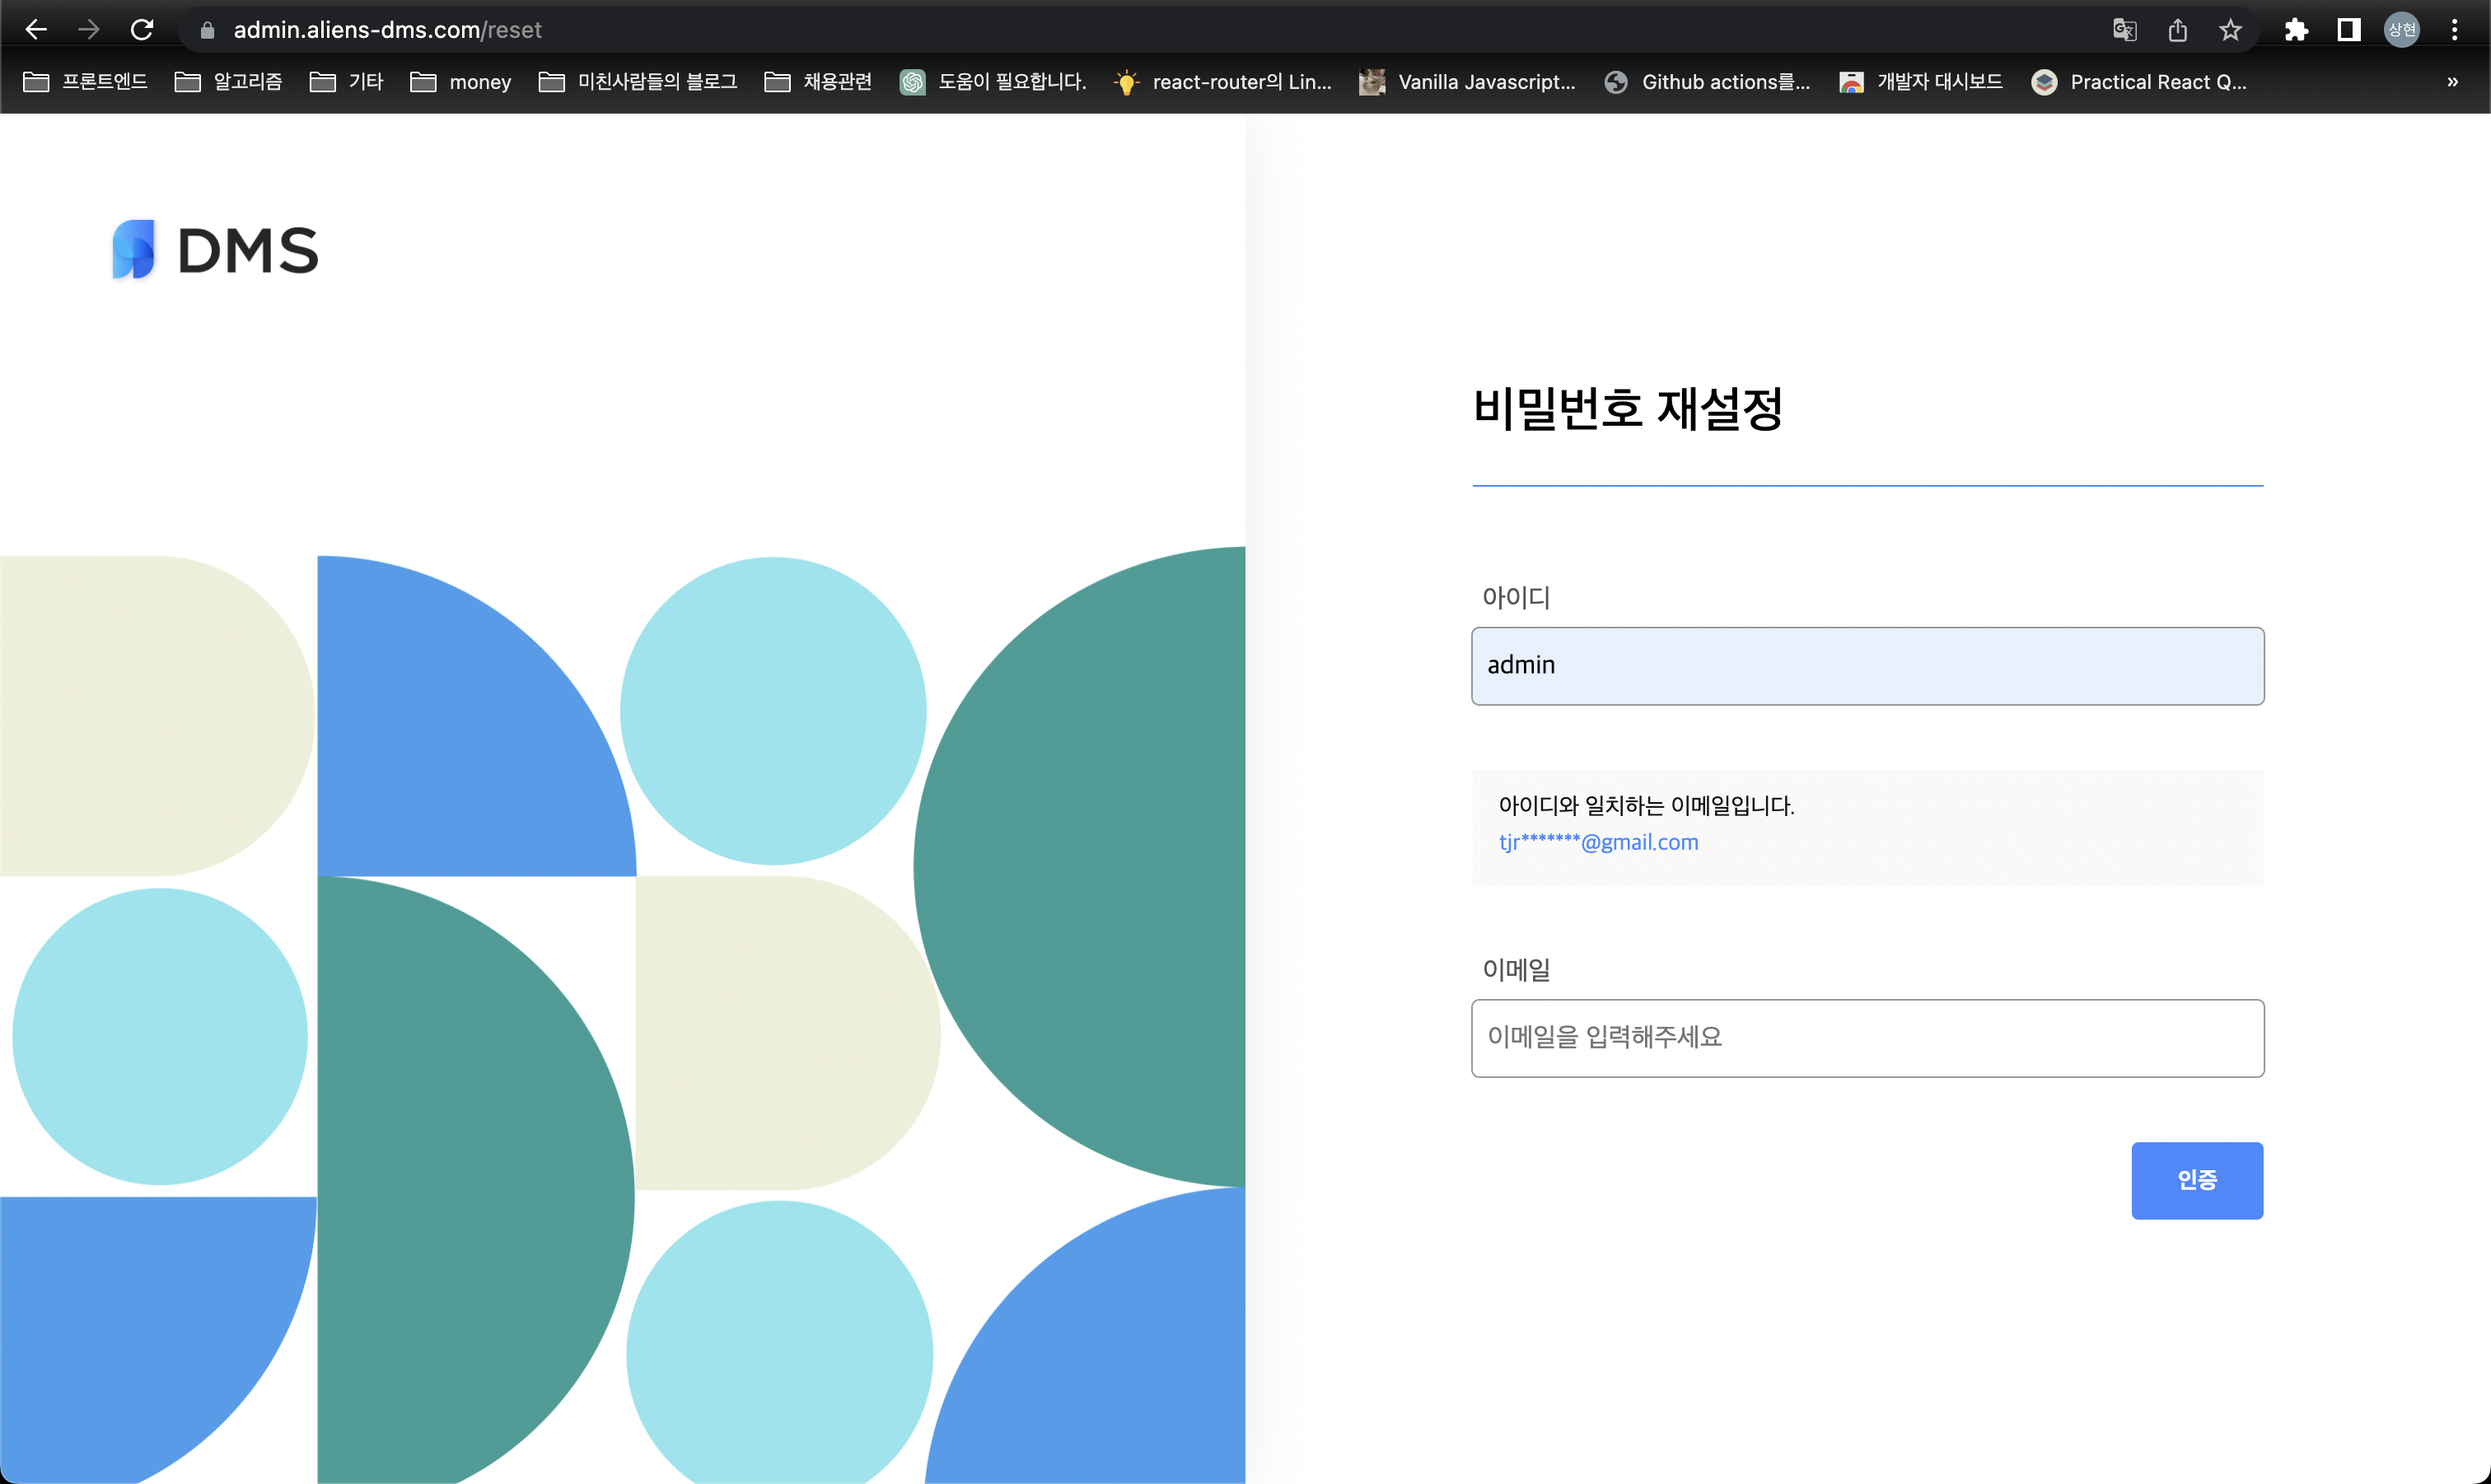 admin.aliens-dms.com/reset
상현
프론트엔드
알고리즘
기타
money
미친사람들의 블로그
채용관련
도움이 필요합니다.
react-router의 Lin...
Vanilla Javascript...
Github actions를...
개발자 대시보드
Practical React Q...
»
DMS
비밀번호 재설정
아이디
admin
아이디와 일치하는 이메일입니다.
tjr*******@gmail.com
이메일
이메일을 입력해주세요
인증